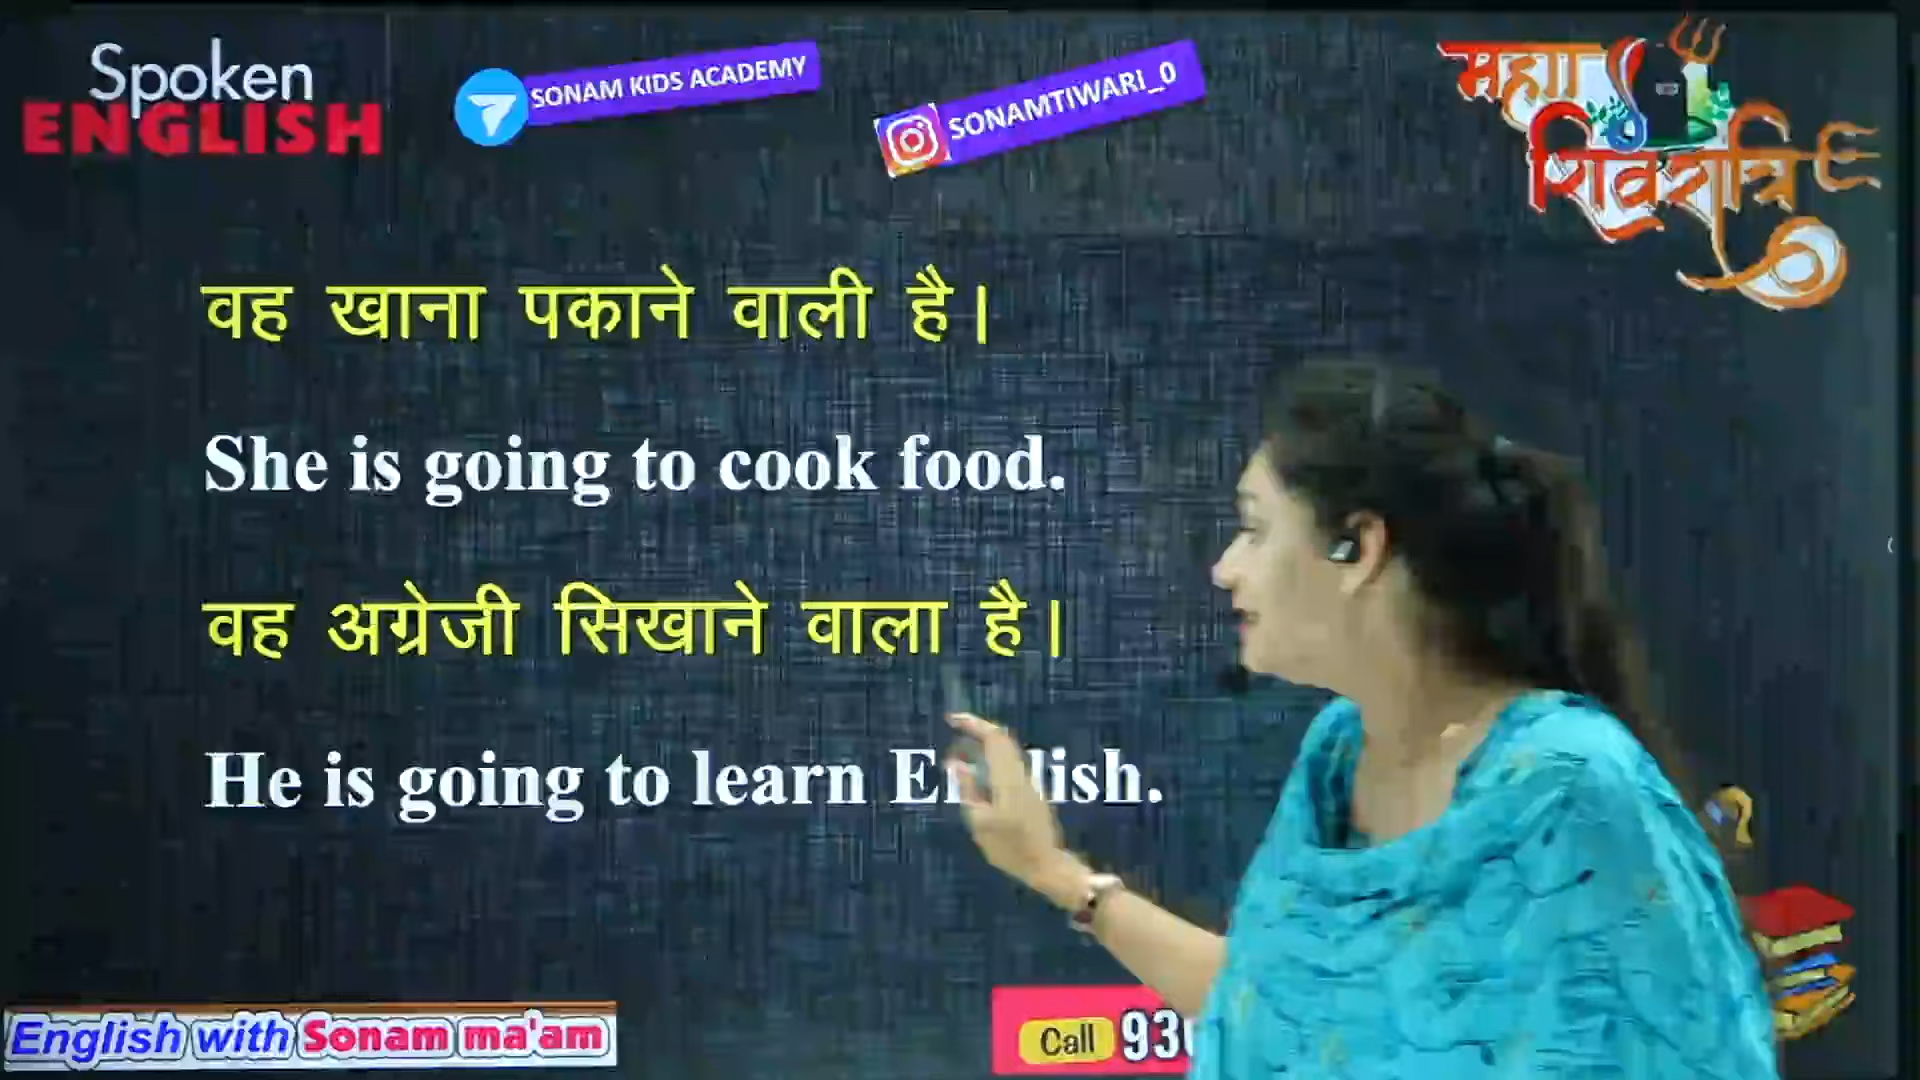 Spoken
ENGLISH
SONAM KIDS ACADEMY
SONAMTIWARI_0
महा
शिवरात्रि
वह खाना पकाने वाली है।
She is going to cook food.
वह अग्रेजी सिखाने वाला है।
He is going to learn
English with Sonam ma'am
Call